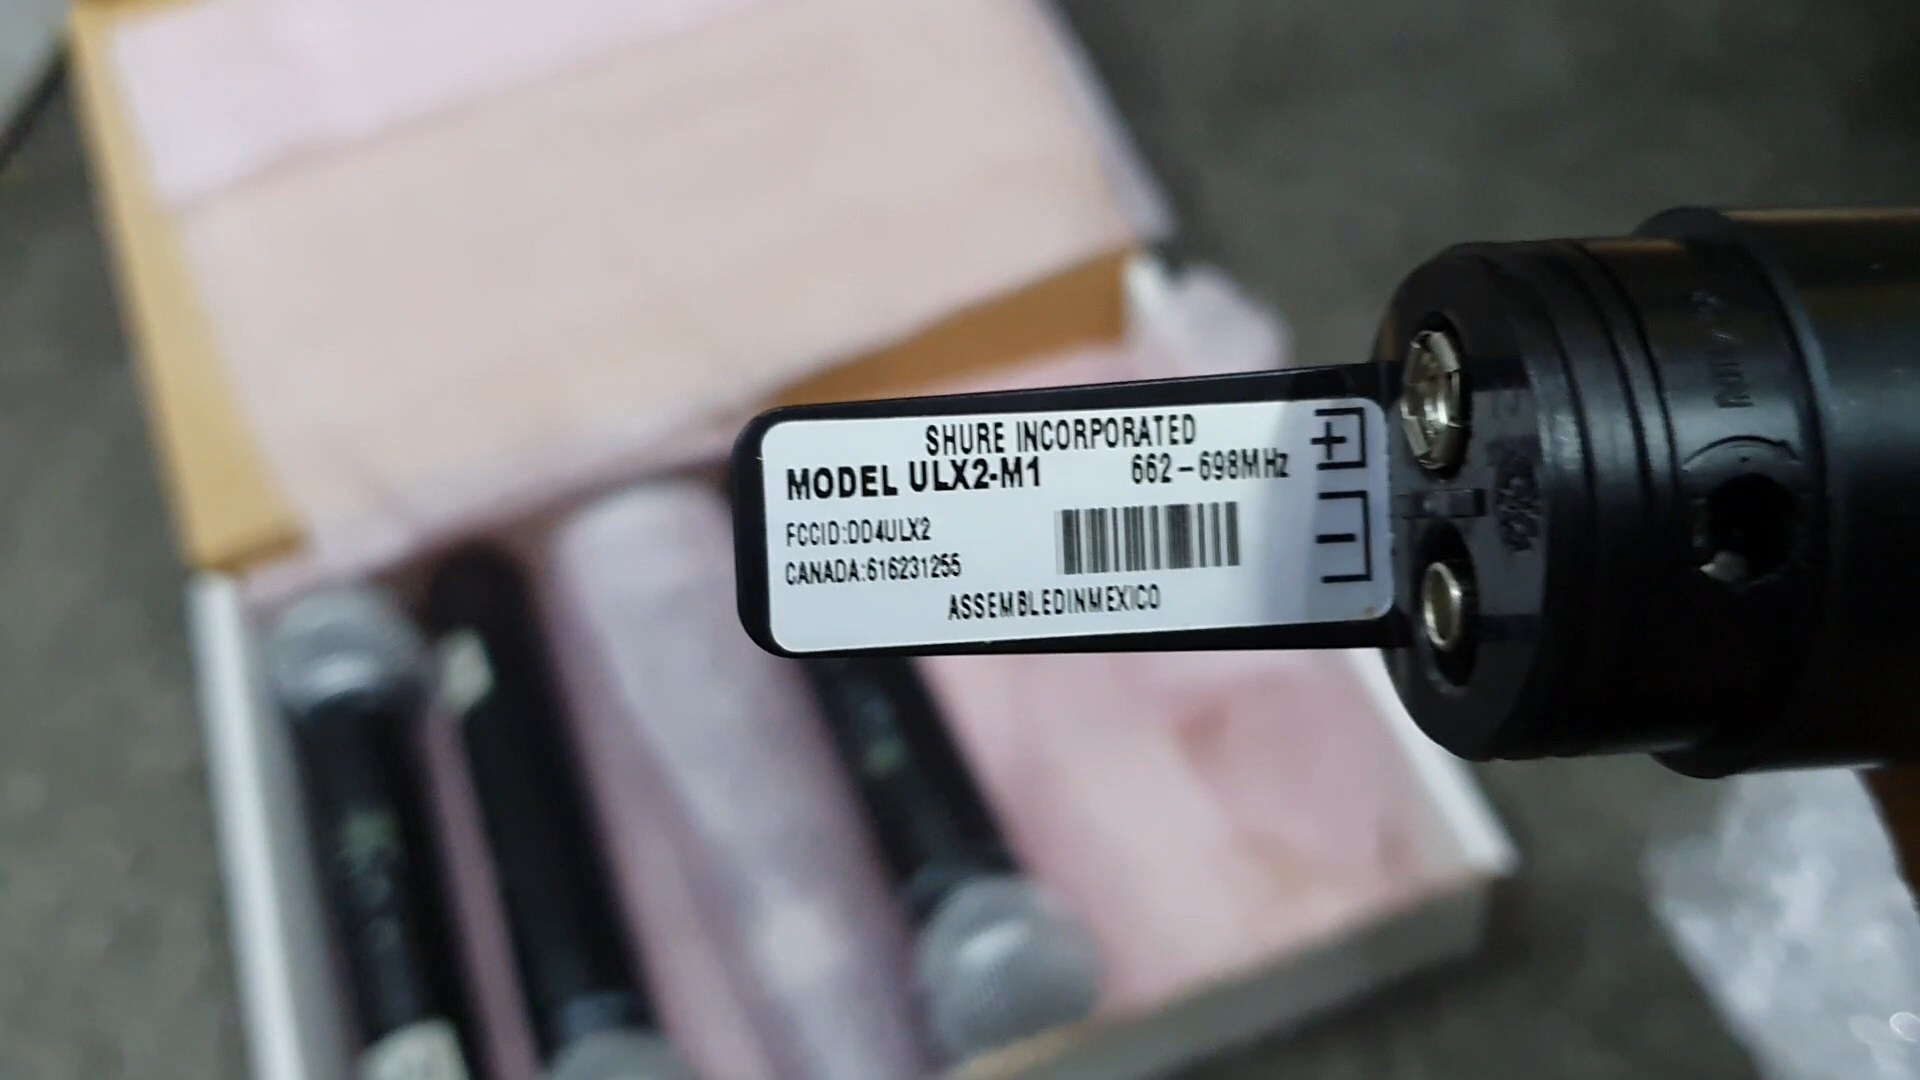 SHURE INCORPORATED
MODEL ULX2-M1 662-698MHz
FCCID:DD4ULX2
CANADA:616231255
ASSEMBLEDINMEXICO